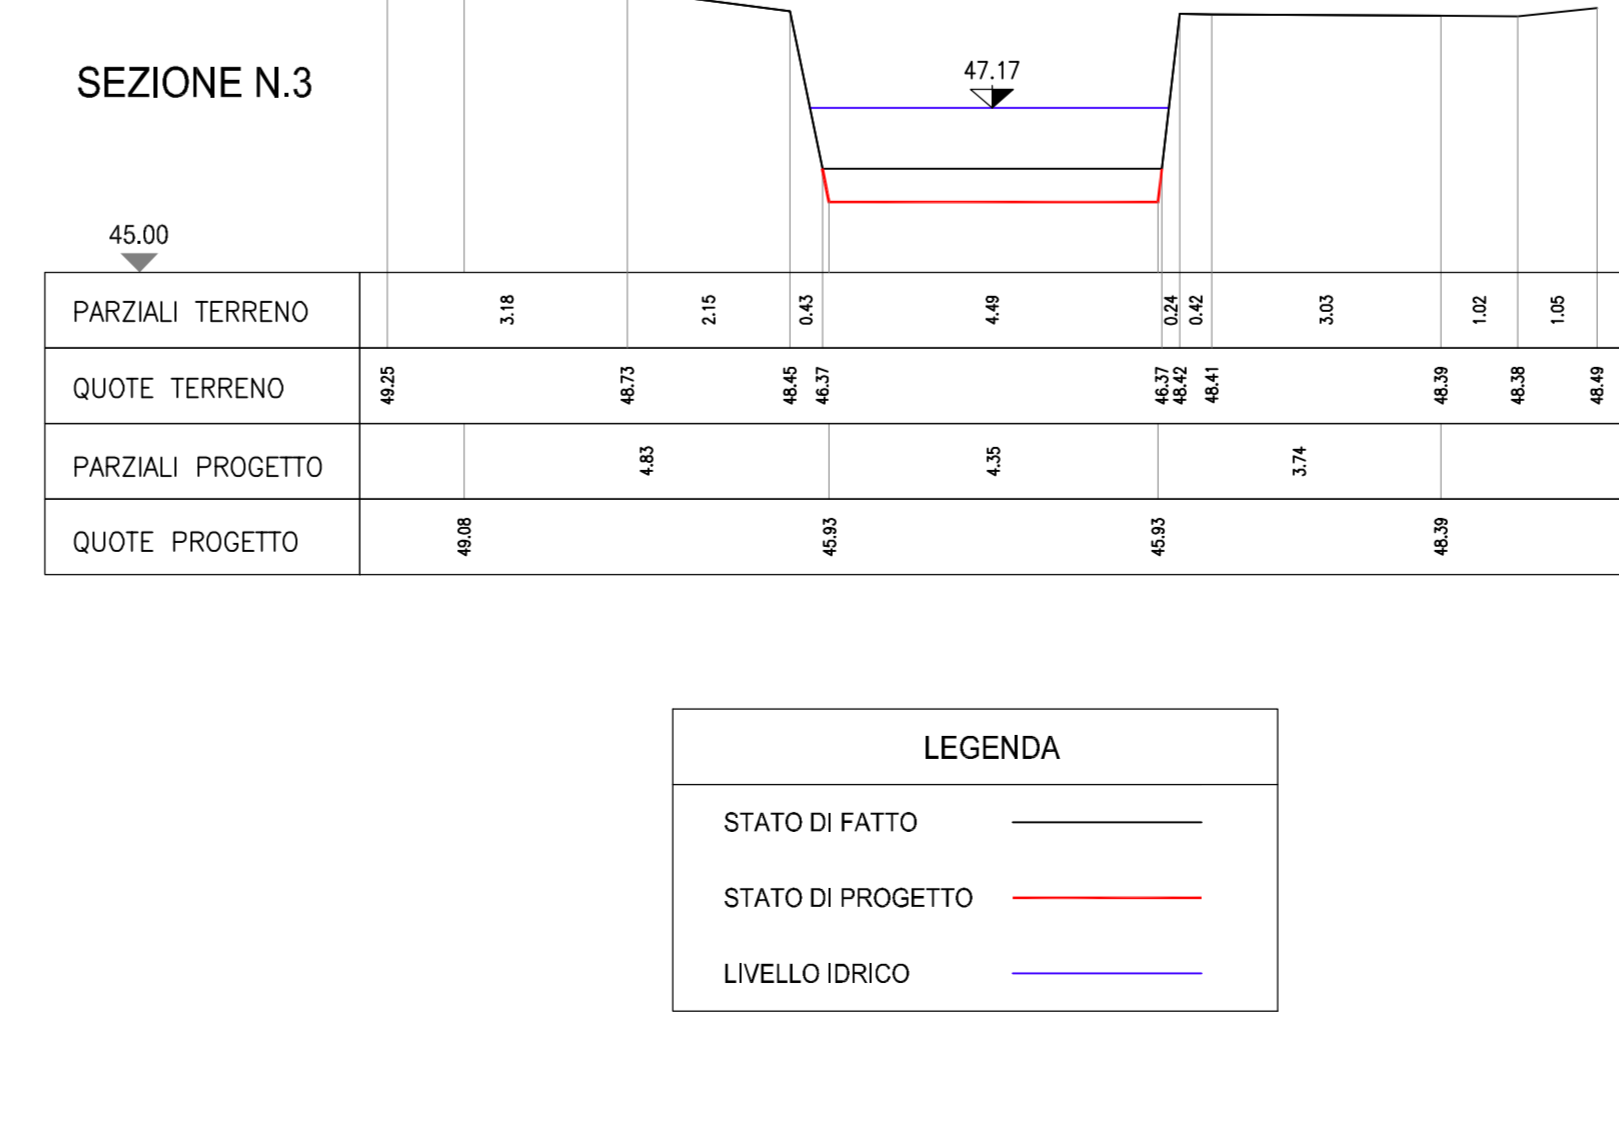 SEZIONE N.3
47.17
45.00
PARZIALI TERRENO 3.18 2.15 0.43 4.49 0.24 0.42 3.03 1.02 1.05
QUOTE TERRENO 49.25 48.73 48.45 46.37 46.37 48.42 48.41 48.39 48.38 48.49
PARZIALI PROGETTO 4.83 4.35 3.74
QUOTE PROGETTO 49.08 45.93 45.93 48.39
LEGENDA
STATO DI FATTO
STATO DI PROGETTO
LIVELLO IDRICO